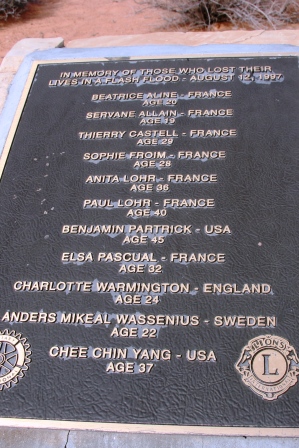 IN MEMORY OF THOSE WHO LOST THEIR
LIVES IN A FLASH FLOOD - AUGUST 12, 1997
BEATRICE ALINE - FRANCE
AGE 20
SERVANE ALLAIN - FRANCE
AGE 19
THIERRY CASTELL - FRANCE
AGE 29
SOPHIE FROIM - FRANCE
AGE 28
ANITA LOHR - FRANCE
AGE 36
PAUL LOHR - FRANCE
AGE 40
BENJAMIN PARTRICK - USA
AGE 45
ELSA PASCUAL - FRANCE
AGE 32
CHARLOTTE WARMINGTON - ENGLAND
AGE 24
ANDERS MIKEAL WASSENIUS - SWEDEN
AGE 22
CHEE CHIN YANG - USA
AGE 37
LIONS
L